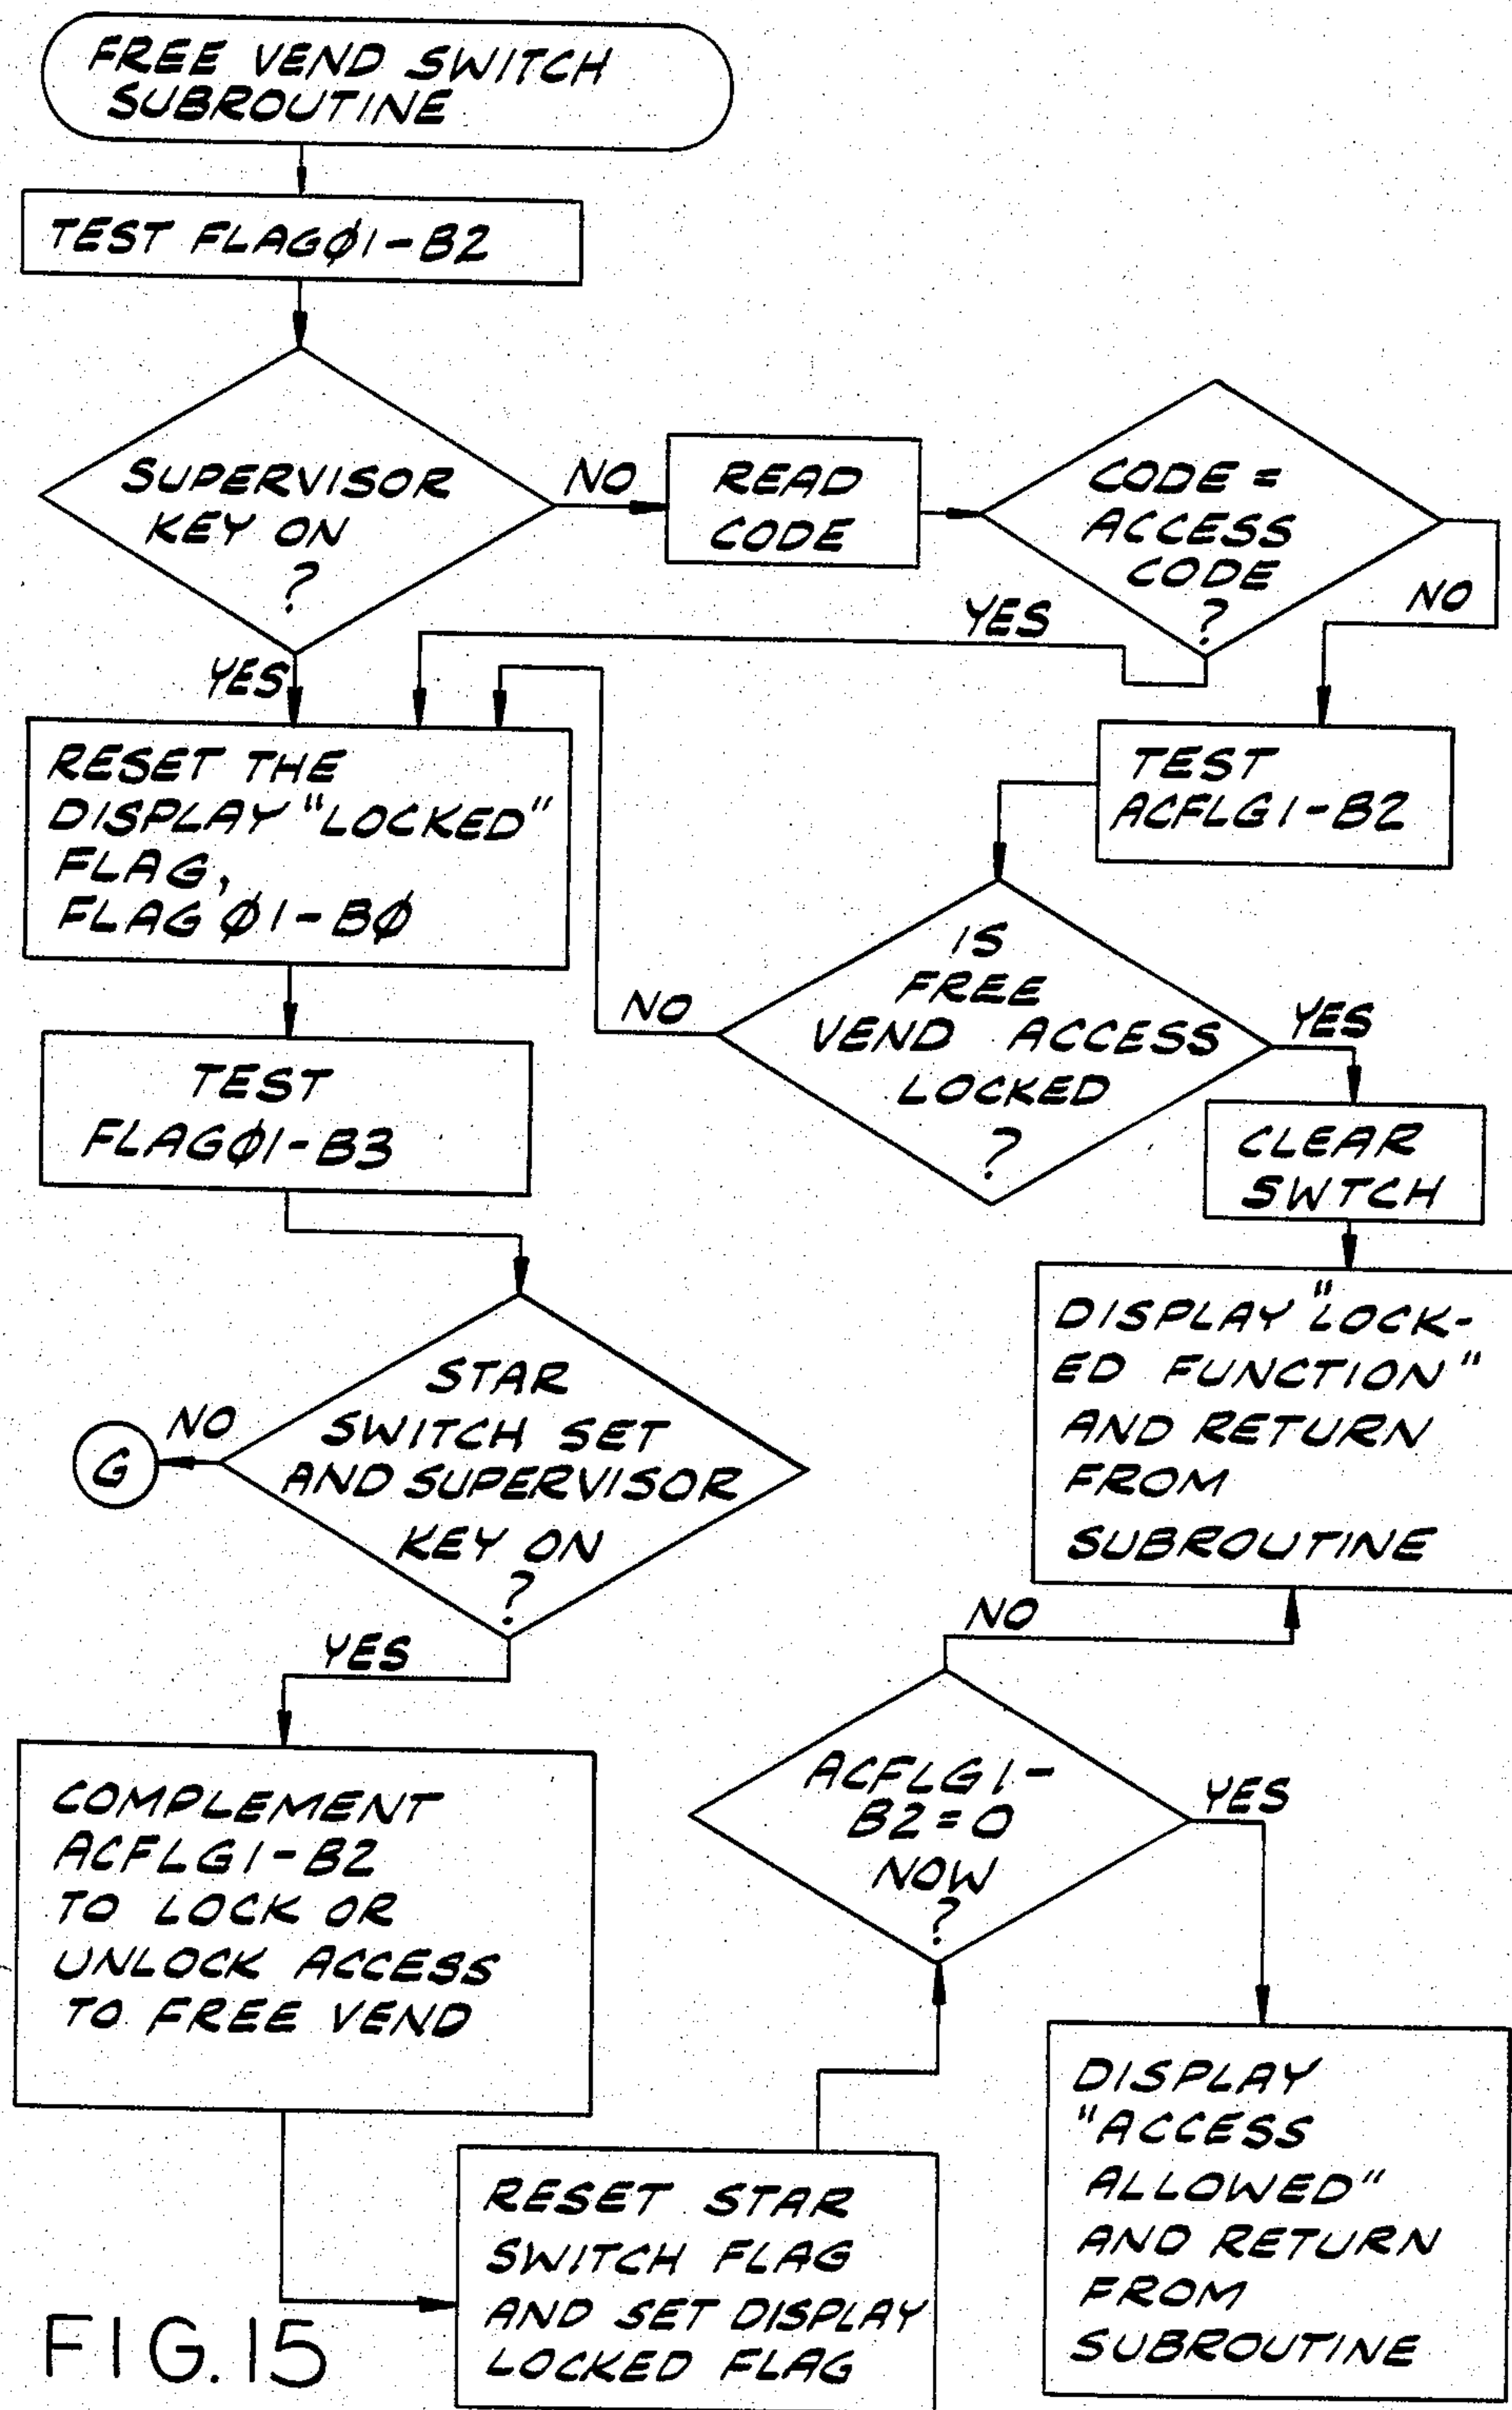 FREE VEND SWITCH
SUBROUTINE
TEST FLAGØ1-B2
SUPERVISOR
KEY ON
?
NO
READ
CODE
CODE =
ACCESS
CODE
?
NO
YES
YES
RESET THE
DISPLAY "LOCKED"
FLAG,
FLAG Ø1-BØ
TEST
ACFLG1-B2
IS
FREE
VEND ACCESS
LOCKED
?
NO
YES
TEST
FLAGØ1-B3
CLEAR
SWTCH
DISPLAY "LOCK-
ED FUNCTION"
AND RETURN
FROM
SUBROUTINE
STAR
SWITCH SET
AND SUPERVISOR
KEY ON
?
NO
G
YES
COMPLEMENT
ACFLG1-B2
TO LOCK OR
UNLOCK ACCESS
TO FREE VEND
NO
ACFLG1-
B2=0
NOW
?
YES
RESET STAR
SWITCH FLAG
AND SET DISPLAY
LOCKED FLAG
DISPLAY
"ACCESS
ALLOWED"
AND RETURN
FROM
SUBROUTINE
FIG.15